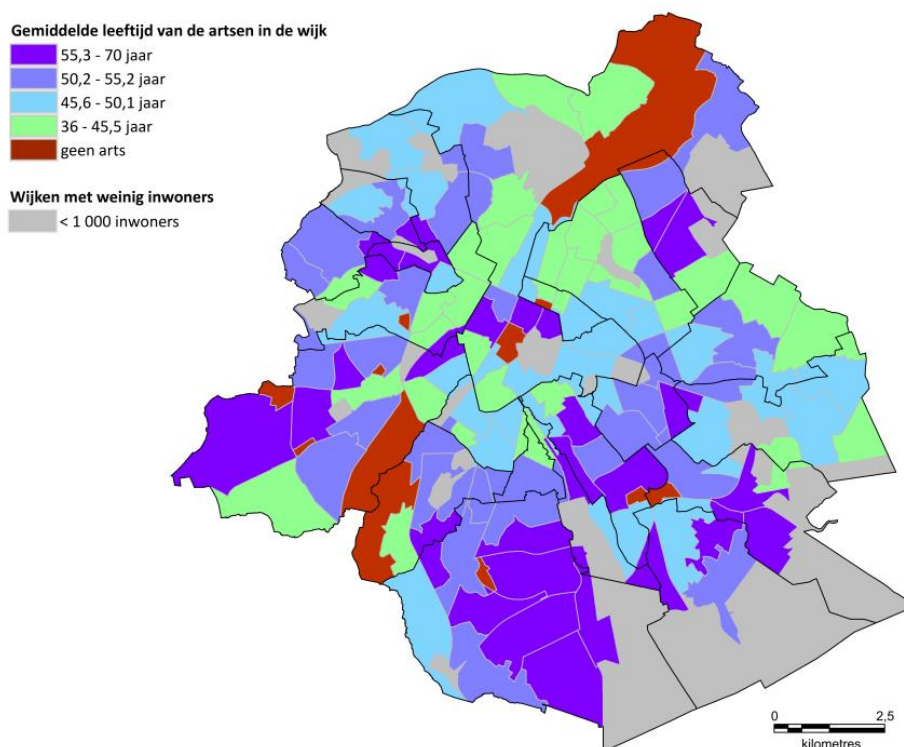 Gemiddelde leeftijd van de artsen in de wijk
55,3 - 70 jaar
50,2 - 55,2 jaar
45,6 - 50,1 jaar
36 - 45,5 jaar
geen arts
Wijken met weinig inwoners
< 1 000 inwoners
0 2,5
kilometres